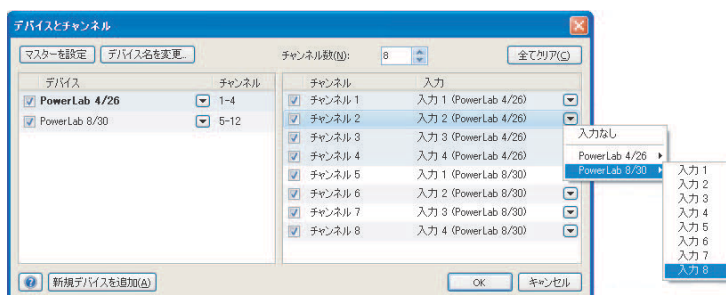 デバイスとチャンネル
マスターを設定 デバイス名を変更... チャンネル数(N): 8 全てクリア(C)
デバイス チャンネル チャンネル 入力
PowerLab 4/26 1-4 チャンネル 1 入力 1 (PowerLab 4/26)
PowerLab 8/30 5-12 チャンネル 2 入力 2 (PowerLab 4/26)
チャンネル 3 入力 3 (PowerLab 4/26)
チャンネル 4 入力 4 (PowerLab 4/26)
チャンネル 5 入力 1 (PowerLab 8/30)
チャンネル 6 入力 2 (PowerLab 8/30)
チャンネル 7 入力 3 (PowerLab 8/30)
チャンネル 8 入力 4 (PowerLab 8/30)
入力なし
PowerLab 4/26
PowerLab 8/30
入力 1
入力 2
入力 3
入力 4
入力 5
入力 6
入力 7
入力 8
新規デバイスを追加(A) OK キャンセル